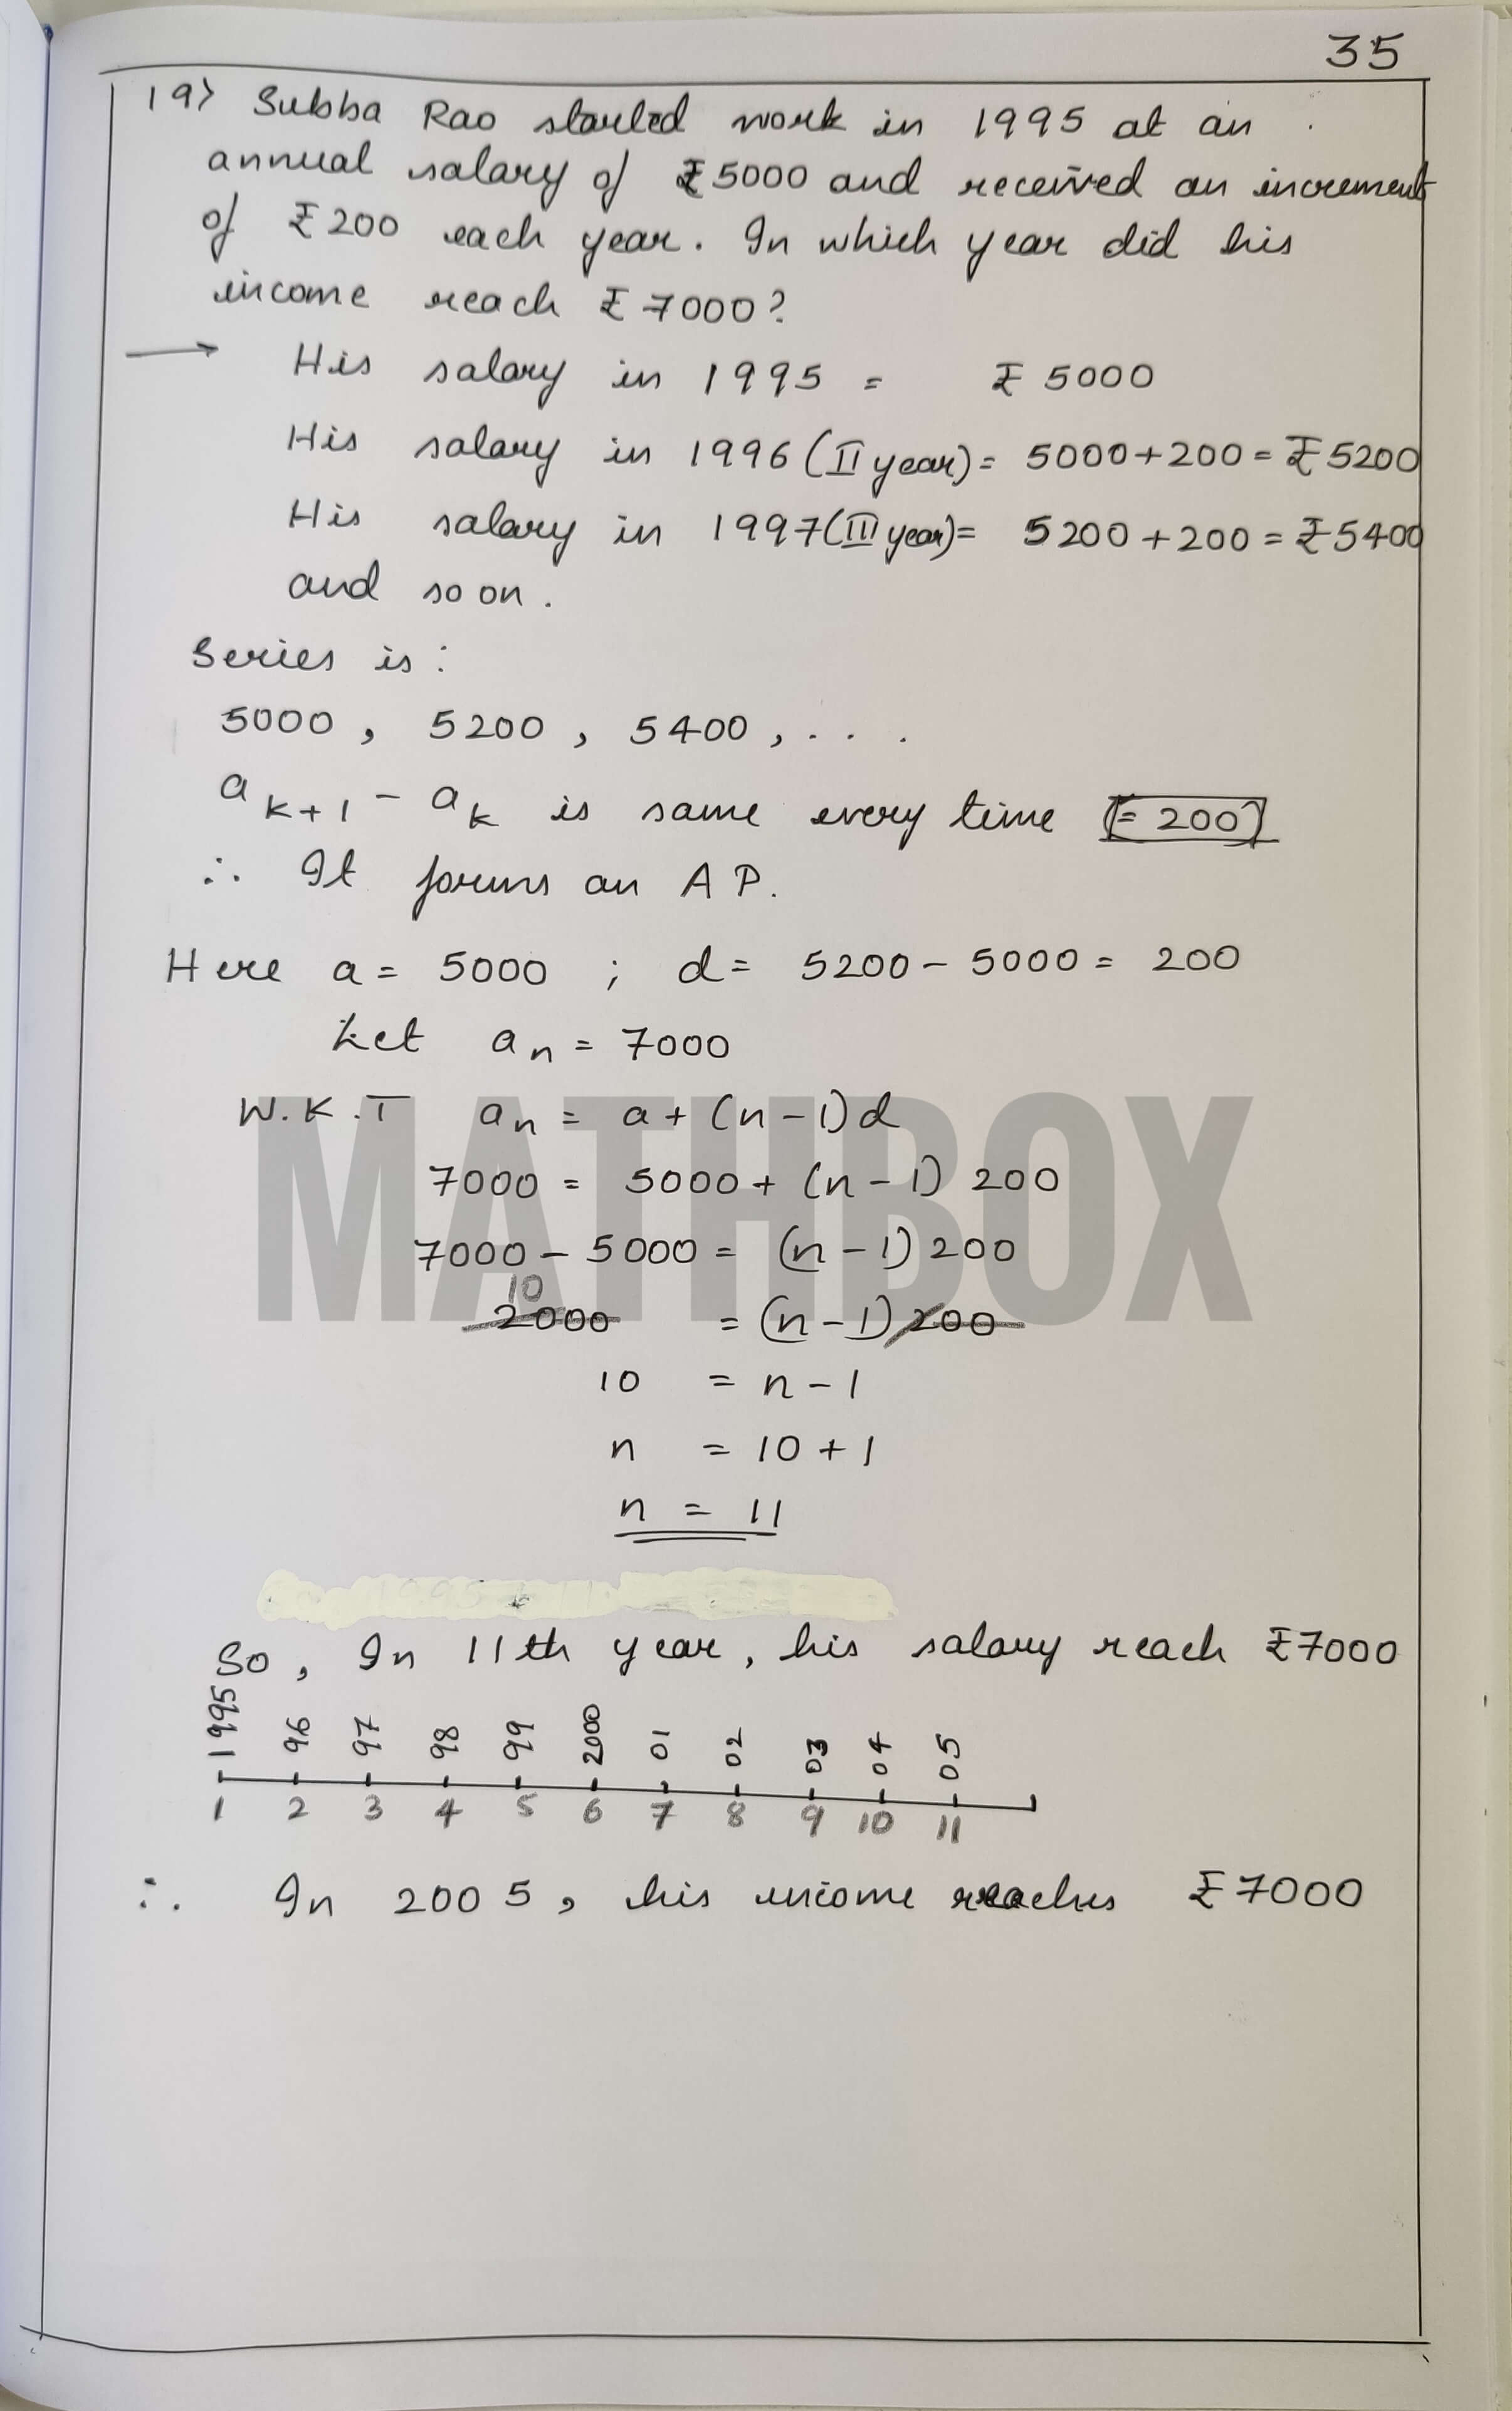 35
19> Subba Rao started work in 1995 at an
annual salary of ₹5000 and received an increment
of ₹200 each year. In which year did his
income reach ₹7000?
→ His salary in 1995 = ₹ 5000
His salary in 1996 (II year) = 5000+200 = ₹5200
His salary in 1997 (III year) = 5200+200 = ₹5400
and so on.
Series is:
5000, 5200, 5400, . . .
a k+1 - a k is same every time (= 200)
∴ It forms an AP.
Here a = 5000 ; d = 5200 - 5000 = 200
Let an = 7000
W.K.T an = a + (n-1)d
7000 = 5000 + (n-1) 200
7000 - 5000 = (n-1) 200
10
2000 = (n-1) 200
10 = n-1
n = 10+1
n = 11
So, In 11th year, his salary reach ₹7000
1995 96 97 98 99 2000 01 02 03 04 05
1 2 3 4 5 6 7 8 9 10 11
∴ In 2005, his income reaches ₹7000
MATHBOX